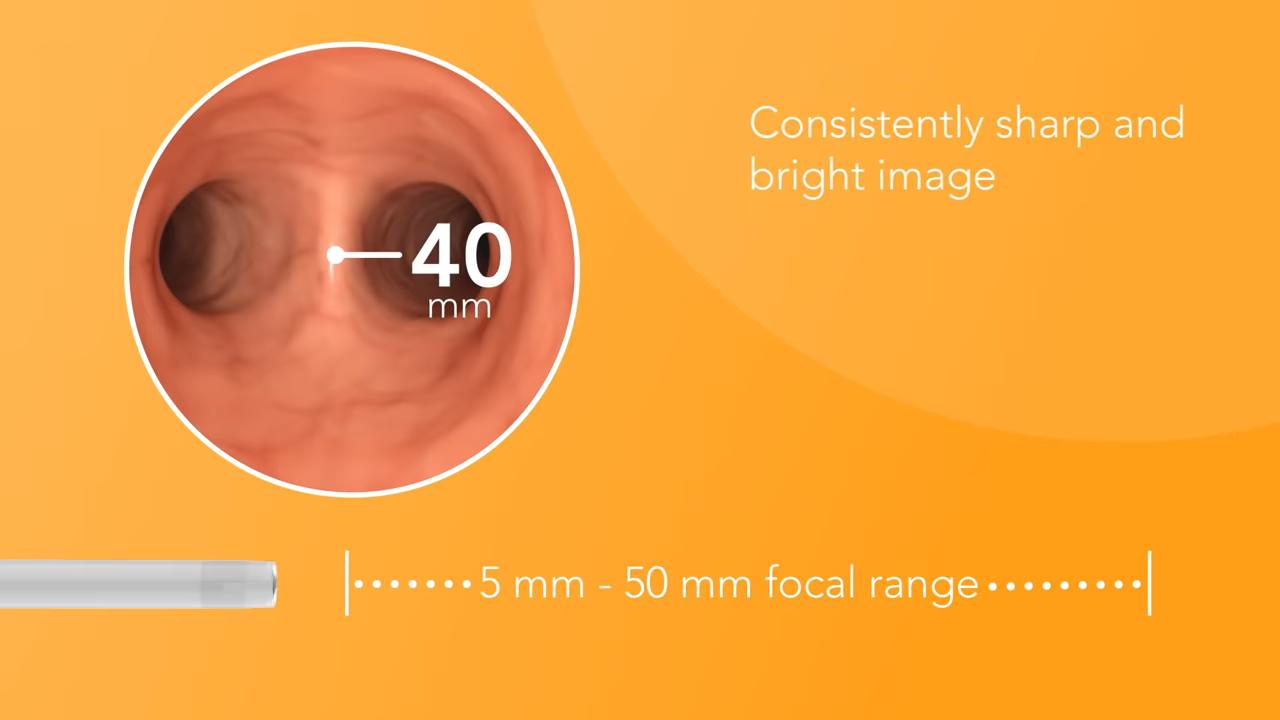 Consistently sharp and
bright image
40
mm
5 mm - 50 mm focal range